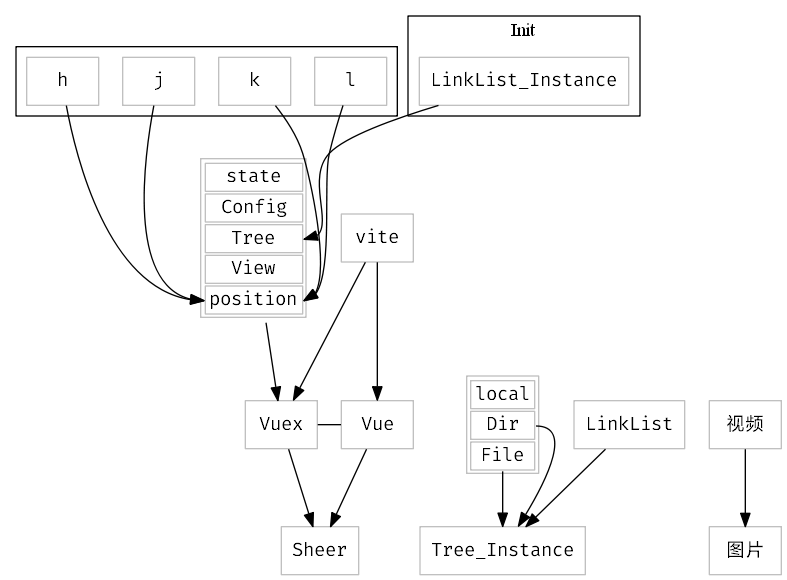 Init
h
j
k
l
LinkList_Instance
state
Config
Tree
View
position
vite
local
Dir
File
Vuex
Vue
LinkList
视频
Sheer
Tree_Instance
图片